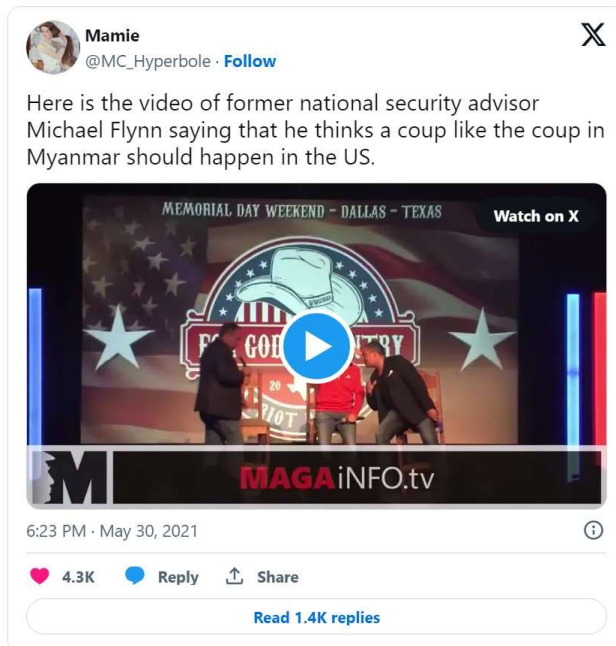 Mamie
X
@MC_Hyperbole · Follow
Here is the video of former national security advisor
Michael Flynn saying that he thinks a coup like the coup in
Myanmar should happen in the US.
MEMORIAL DAY WEEKEND - DALLAS - TEXAS
Watch on X
GOD
20
M
MAGAiNFO.tv
6:23 PM · May 30, 2021
4.3K
Reply
Share
Read 1.4K replies